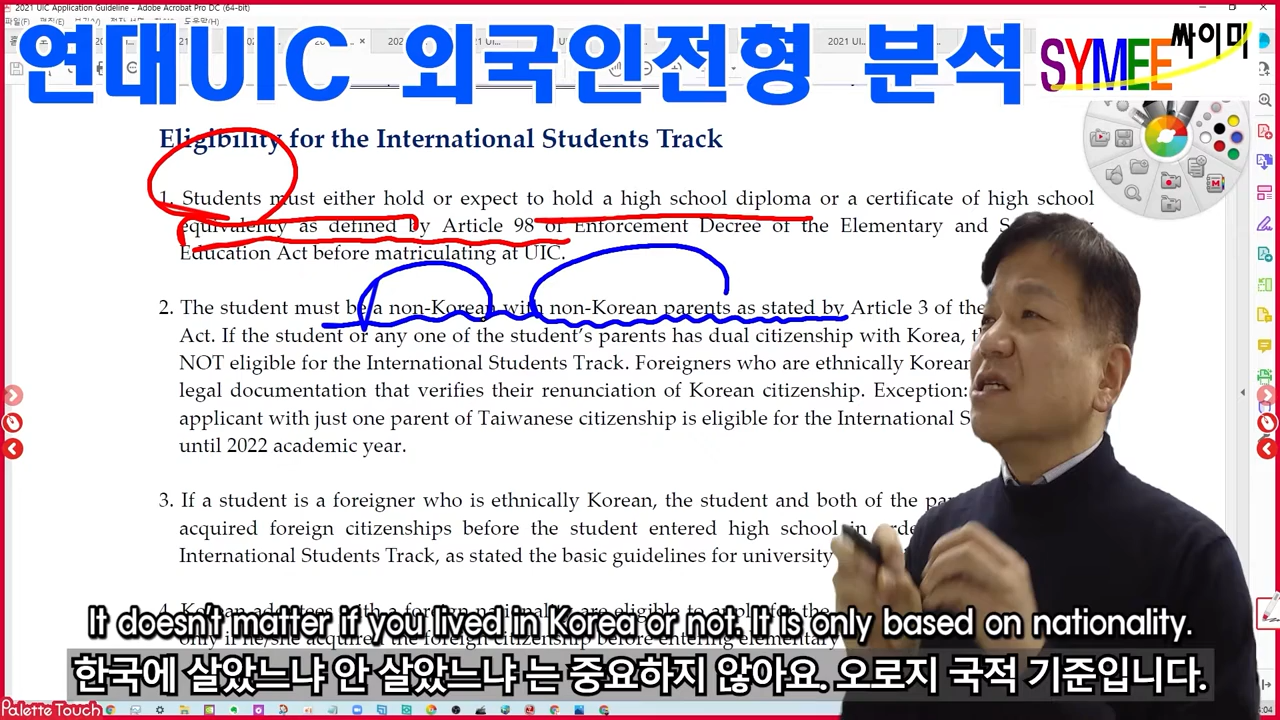 2021 UIC Application Guideline - Adobe Acrobat Pro DC (64-bit)
연대UIC 외국인전형 분석
SYMEE 싸이미
Eligibility for the International Students Track
1. Students must either hold or expect to hold a high school diploma or a certificate of high school
equivalency as defined by Article 98 of Enforcement Decree of the Elementary and
Education Act before matriculating at UIC.
2. The student must be a non-Korean with non-Korean parents as stated by Article 3 of the
Act. If the student or any one of the student's parents has dual citizenship with Korea,
NOT eligible for the International Students Track. Foreigners who are ethnically Korean
legal documentation that verifies their renunciation of Korean citizenship. Exception:
applicant with just one parent of Taiwanese citizenship is eligible for the International
until 2022 academic year.
3. If a student is a foreigner who is ethnically Korean, the student and both of the
acquired foreign citizenships before the student entered high school in
International Students Track, as stated the basic guidelines for university
It doesn't matter if you lived in Korea or not. It is only based on nationality.
한국에 살았느냐 안 살았느냐 는 중요하지 않아요. 오로지 국적 기준입니다.
Palette Touch